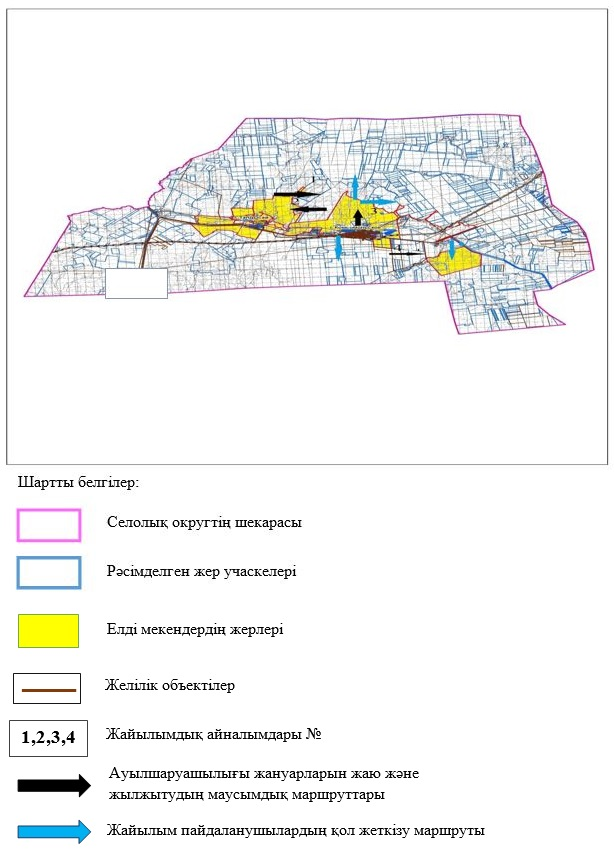 Шартты белгілер:
Селолық округтің шекарасы
Рәсімделген жер учаскелері
Елді мекендердің жерлері
Желілік объектілер
1,2,3,4 Жайылымдық айналымдары №
Ауылшаруашылығы жануарларын жаю және
жылжытудың маусымдық маршруттары
Жайылым пайдаланушылардың қол жеткізу маршруты